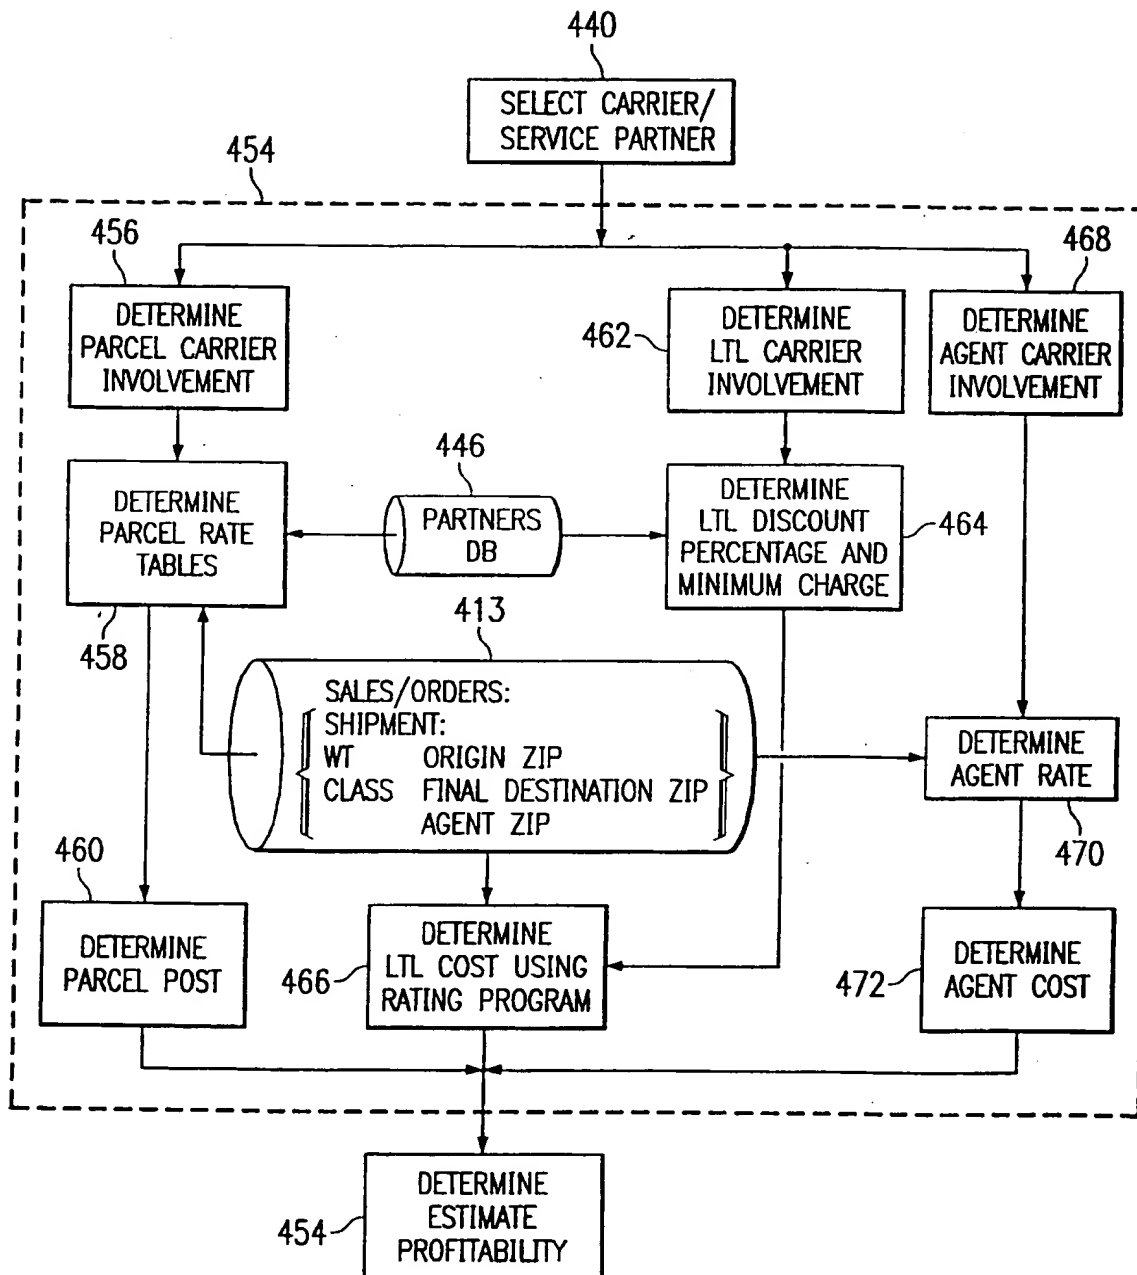 440
SELECT CARRIER/
SERVICE PARTNER
454
456
DETERMINE
PARCEL CARRIER
INVOLVEMENT
462
DETERMINE
LTL CARRIER
INVOLVEMENT
468
DETERMINE
AGENT CARRIER
INVOLVEMENT
DETERMINE
PARCEL RATE
TABLES
458
446
PARTNERS
DB
DETERMINE
LTL DISCOUNT
PERCENTAGE AND
MINIMUM CHARGE
464
413
SALES/ORDERS:
SHIPMENT:
WT ORIGIN ZIP
CLASS FINAL DESTINATION ZIP
AGENT ZIP
DETERMINE
AGENT RATE
470
460
DETERMINE
PARCEL POST
466
DETERMINE
LTL COST USING
RATING PROGRAM
472
DETERMINE
AGENT COST
454
DETERMINE
ESTIMATE
PROFITABILITY